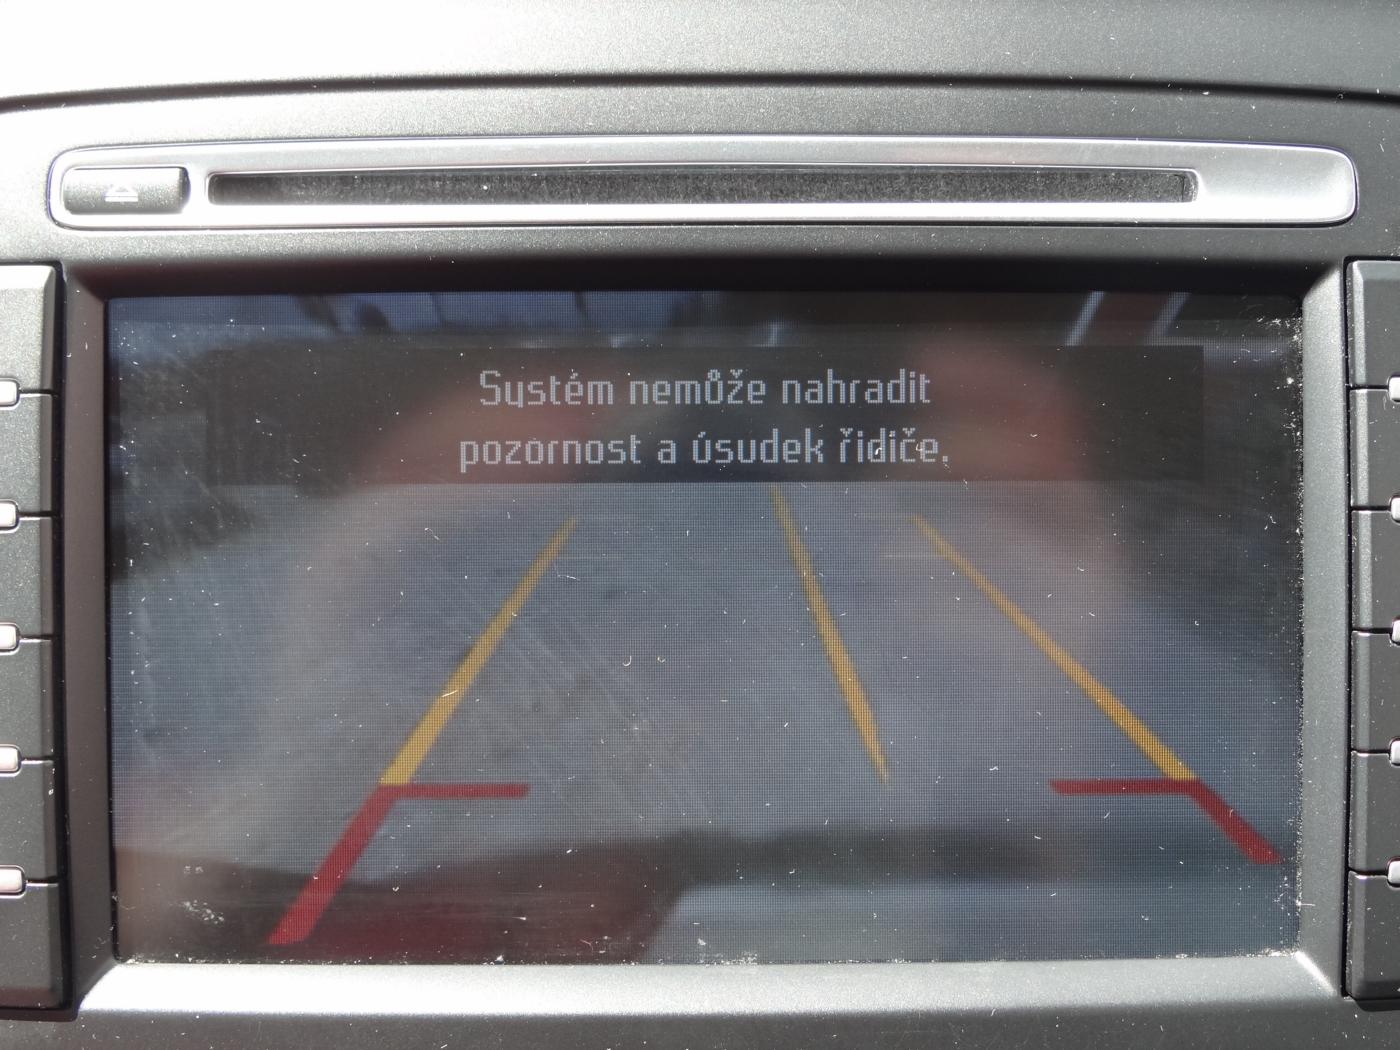 Systém nemůže nahradit
pozornost a úsudek řidiče.